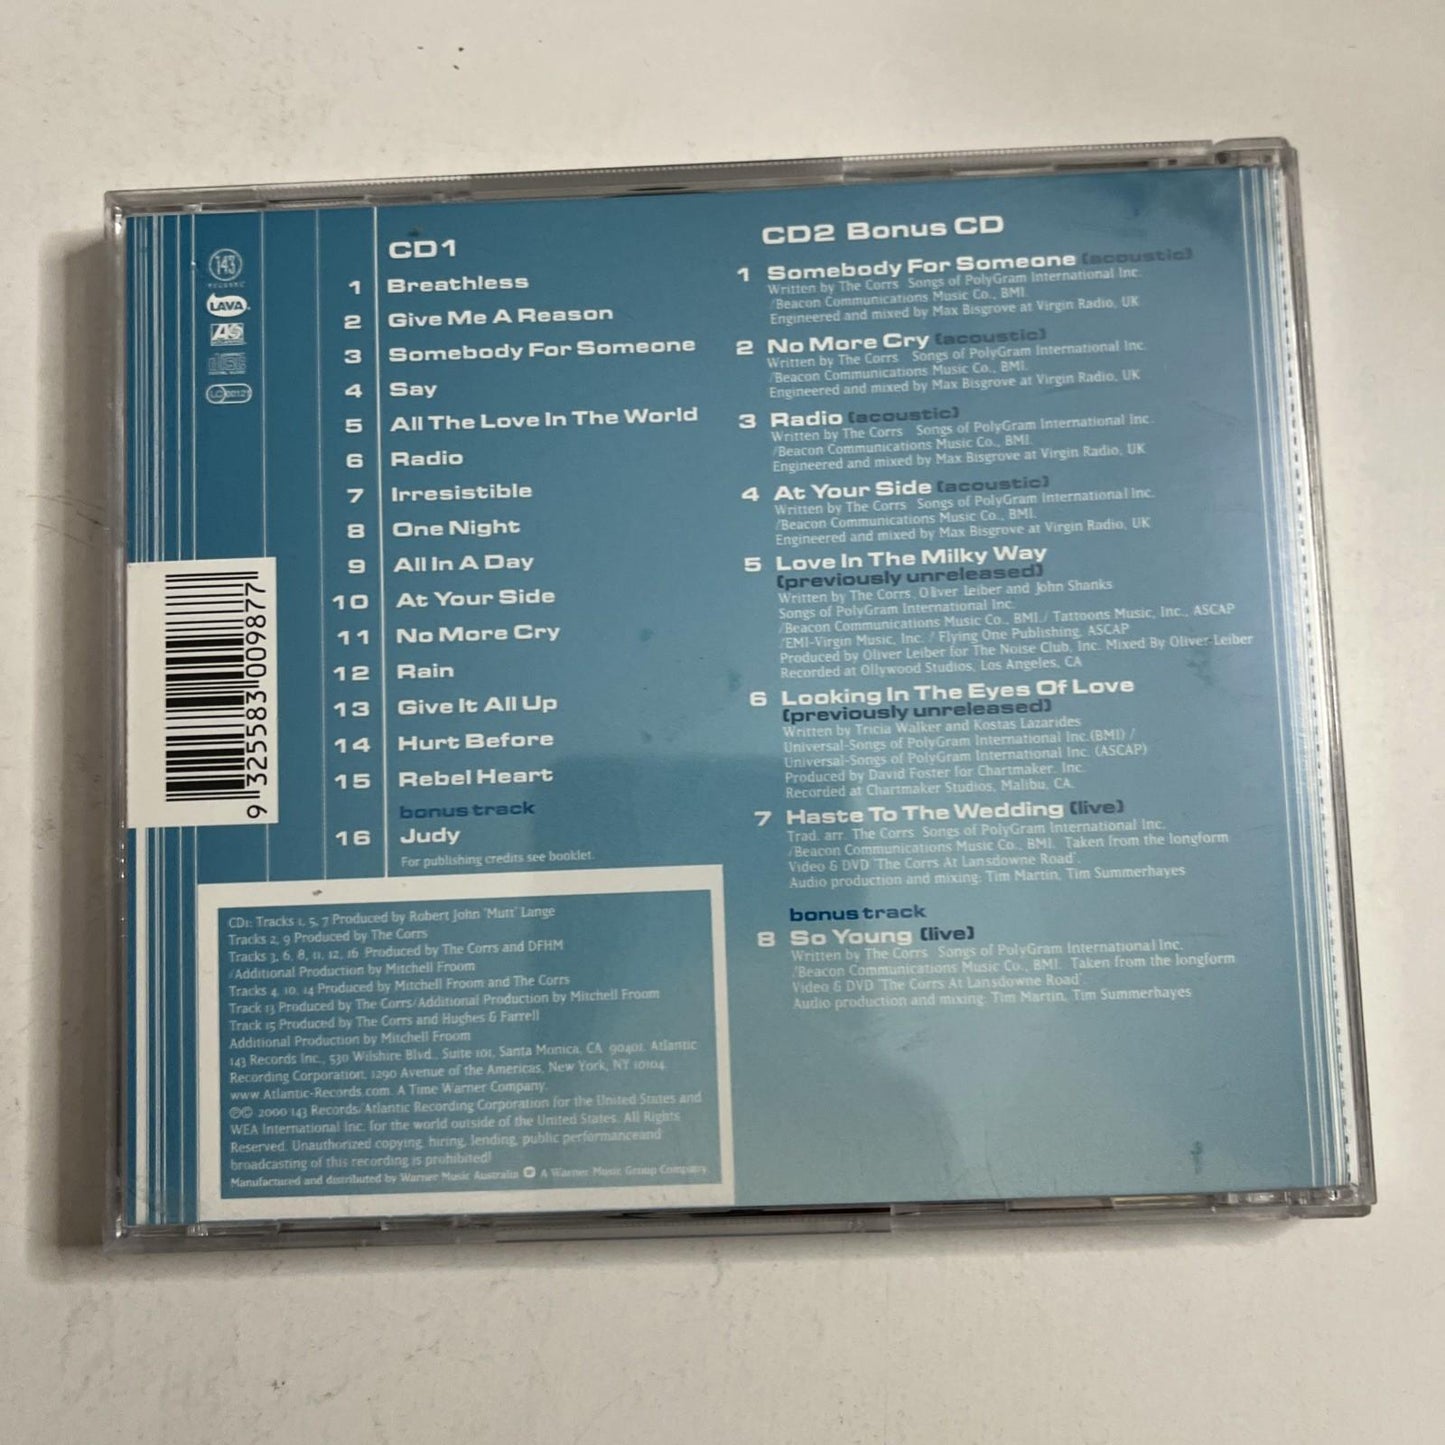 143
RECORDS
LAVA
disc
LC 00121
9 325583 009877
CD1
1 Breathless
2 Give Me A Reason
3 Somebody For Someone
4 Say
5 All The Love In The World
6 Radio
7 Irresistible
8 One Night
9 All In A Day
10 At Your Side
11 No More Cry
12 Rain
13 Give It All Up
14 Hurt Before
15 Rebel Heart
bonus track
16 Judy
For publishing credits see booklet.
CD1: Tracks 1, 5, 7 Produced by Robert John 'Mutt' Lange
Tracks 2, 9 Produced by The Corrs
Tracks 3, 6, 8, 11, 12, 16 Produced by The Corrs and DFHM
/Additional Production by Mitchell Froom
Tracks 4, 10, 14 Produced by Mitchell Froom and The Corrs
Track 13 Produced by The Corrs/Additional Production by Mitchell Froom
Track 15 Produced by The Corrs and Hughes & Farrell
Additional Production by Mitchell Froom
143 Records Inc., 530 Wilshire Blvd., Suite 101, Santa Monica, CA 90401. Atlantic
Recording Corporation, 1290 Avenue of the Americas, New York, NY 10104.
www.Atlantic-Records.com. A Time Warner Company.
℗© 2000 143 Records/Atlantic Recording Corporation for the United States and
WEA International Inc. for the world outside of the United States. All Rights
Reserved. Unauthorized copying, hiring, lending, public performanceand
broadcasting of this recording is prohibited!
Manufactured and distributed by Warner Music Australia A Warner Music Group Company
CD2 Bonus CD
1 Somebody For Someone (acoustic)
Written by The Corrs Songs of PolyGram International Inc.
/Beacon Communications Music Co., BMI.
Engineered and mixed by Max Bisgrove at Virgin Radio, UK
2 No More Cry (acoustic)
Written by The Corrs Songs of PolyGram International Inc.
/Beacon Communications Music Co., BMI.
Engineered and mixed by Max Bisgrove at Virgin Radio, UK
3 Radio (acoustic)
Written by The Corrs Songs of PolyGram International Inc.
/Beacon Communications Music Co., BMI.
Engineered and mixed by Max Bisgrove at Virgin Radio, UK
4 At Your Side (acoustic)
Written by The Corrs Songs of PolyGram International Inc.
/Beacon Communications Music Co., BMI.
Engineered and mixed by Max Bisgrove at Virgin Radio, UK
5 Love In The Milky Way
(previously unreleased)
Written by The Corrs, Oliver Leiber and John Shanks
Songs of PolyGram International Inc.
/Beacon Communications Music Co., BMI./ Tattoons Music, Inc., ASCAP
/EMI-Virgin Music, Inc. / Flying One Publishing, ASCAP
Produced by Oliver Leiber for The Noise Club, Inc. Mixed By Oliver Leiber
Recorded at Ollywood Studios, Los Angeles, CA
6 Looking In The Eyes Of Love
(previously unreleased)
Written by Tricia Walker and Kostas Lazarides
Universal-Songs of PolyGram International Inc.(BMI) /
Universal-Songs of PolyGram International Inc. (ASCAP)
Produced by David Foster for Chartmaker, Inc.
Recorded at Chartmaker Studios, Malibu, CA.
7 Haste To The Wedding (live)
Trad. arr. The Corrs Songs of PolyGram International Inc.
/Beacon Communications Music Co., BMI. Taken from the longform
Video & DVD 'The Corrs At Lansdowne Road'.
Audio production and mixing: Tim Martin, Tim Summerhayes
bonus track
8 So Young (live)
Written by The Corrs Songs of PolyGram International Inc.
/Beacon Communications Music Co., BMI. Taken from the longform
Video & DVD 'The Corrs At Lansdowne Road'.
Audio production and mixing: Tim Martin, Tim Summerhayes